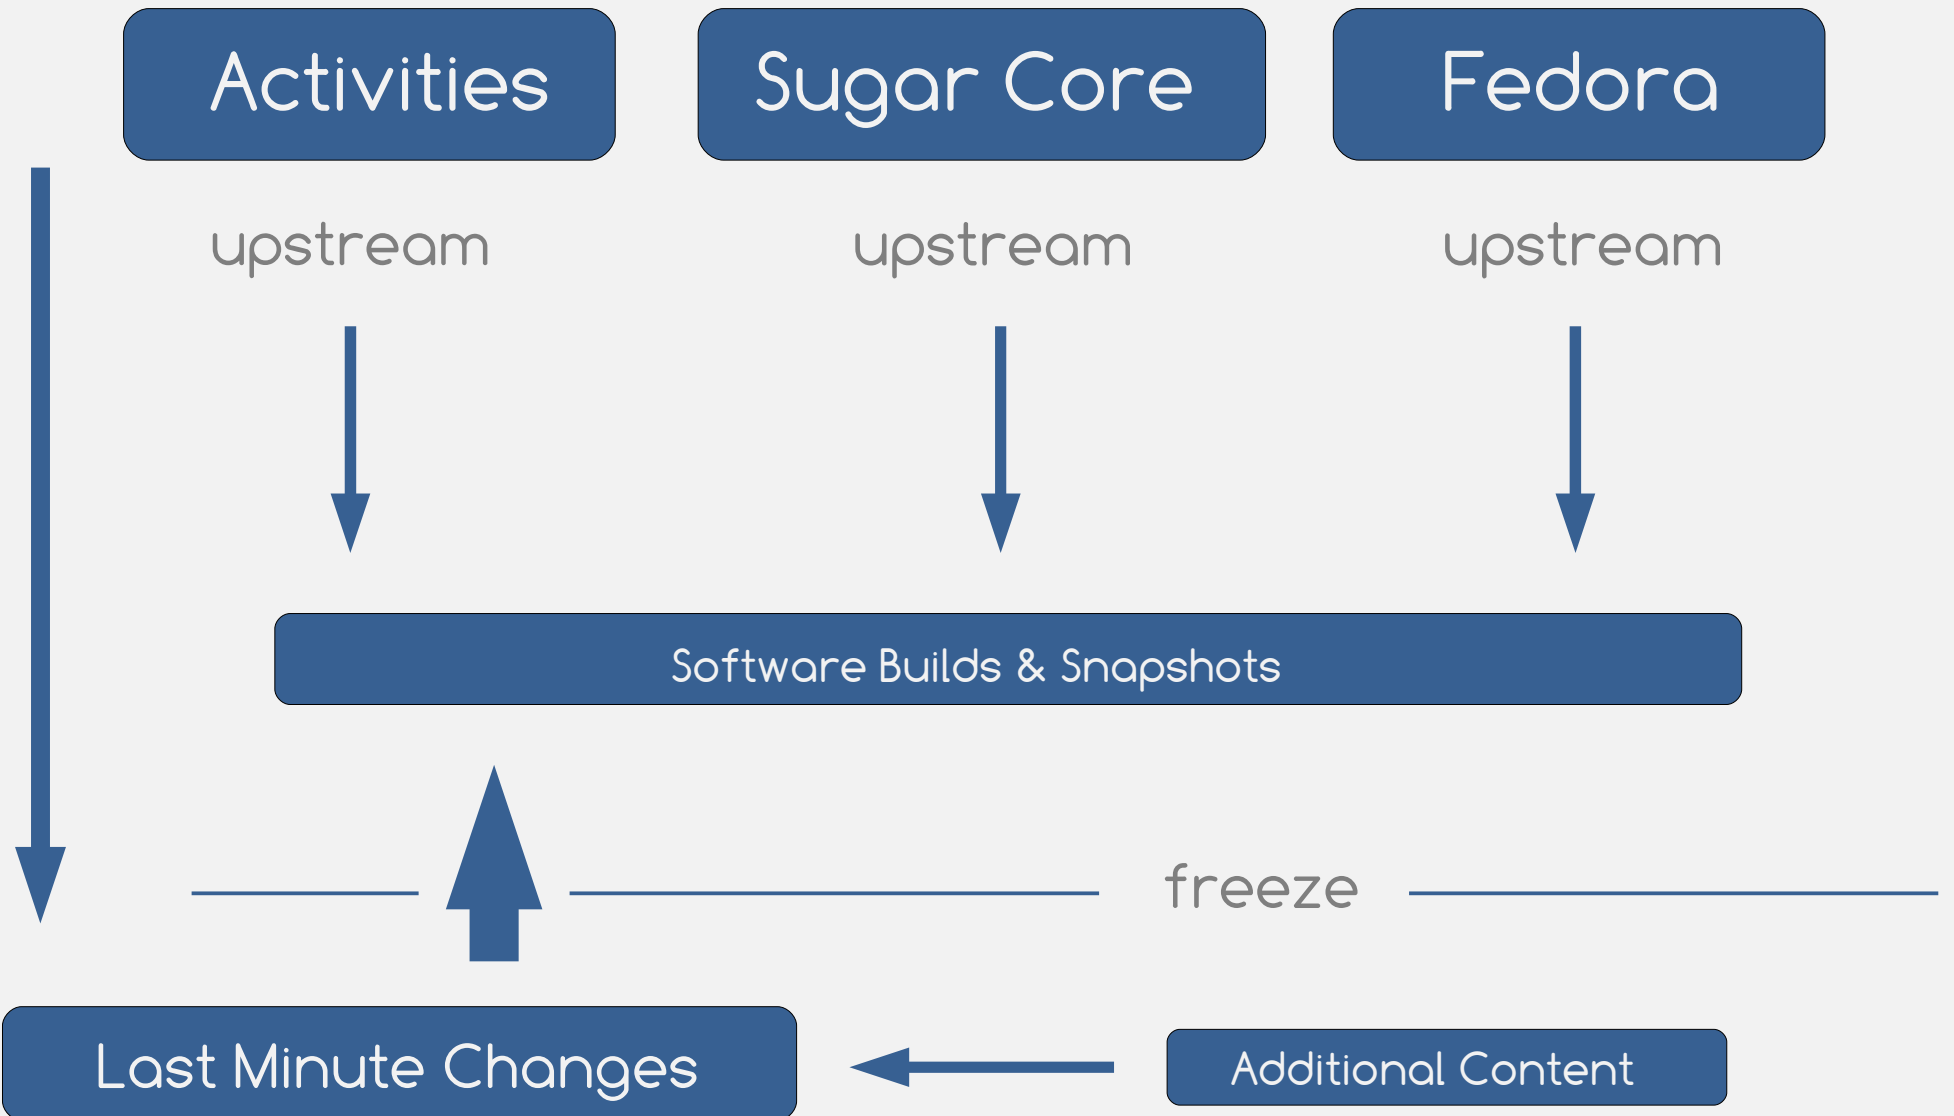 Activities
Sugar Core
Fedora
upstream
upstream
upstream
Software Builds & Snapshots
freeze
Last Minute Changes
Additional Content